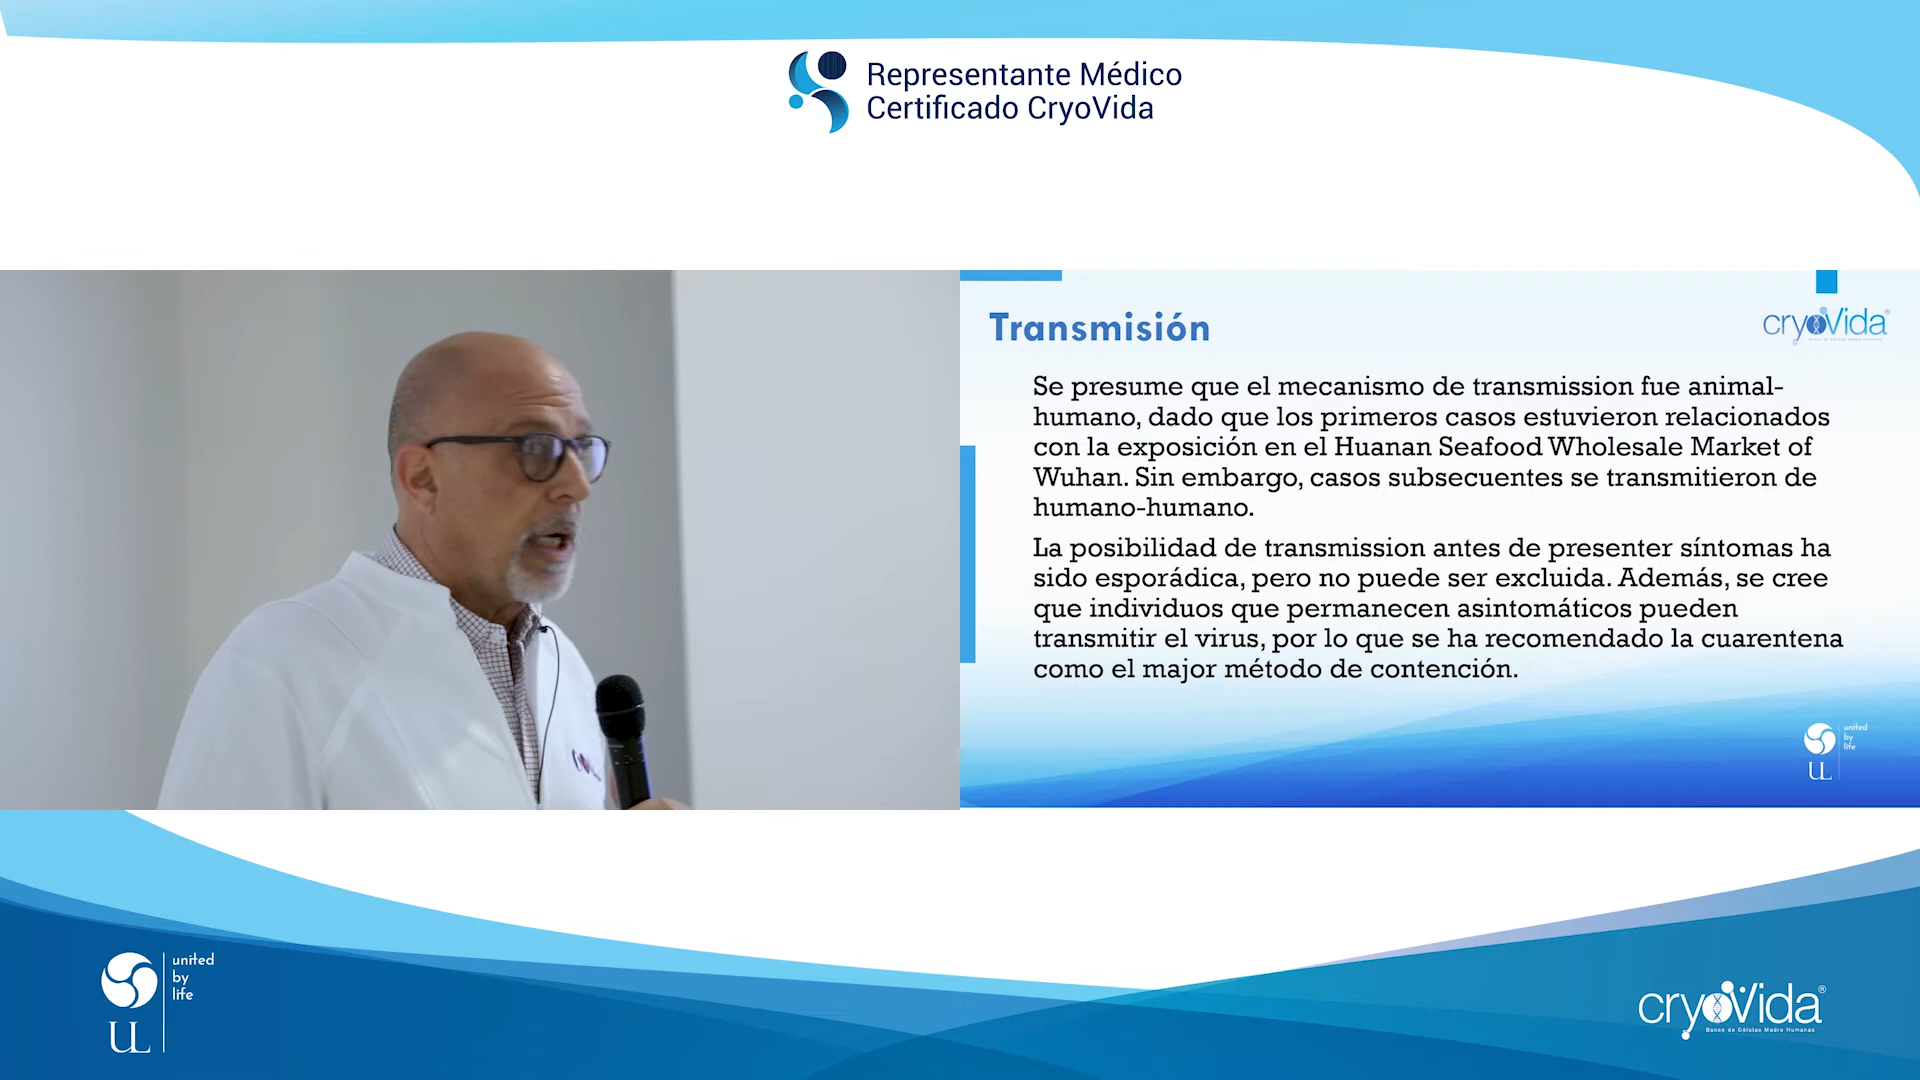 Representante Médico
Certificado CryoVida
Transmisión
cryoVida®
Se presume que el mecanismo de transmission fue animal-
humano, dado que los primeros casos estuvieron relacionados
con la exposición en el Huanan Seafood Wholesale Market of
Wuhan. Sin embargo, casos subsecuentes se transmitieron de
humano-humano.
La posibilidad de transmission antes de presenter síntomas ha
sido esporádica, pero no puede ser excluida. Además, se cree
que individuos que permanecen asintomáticos pueden
transmitir el virus, por lo que se ha recomendado la cuarentena
como el major método de contención.
united
by
life
UL
united
by
life
UL
cryoVida®
Banco de Células Madre Humanas